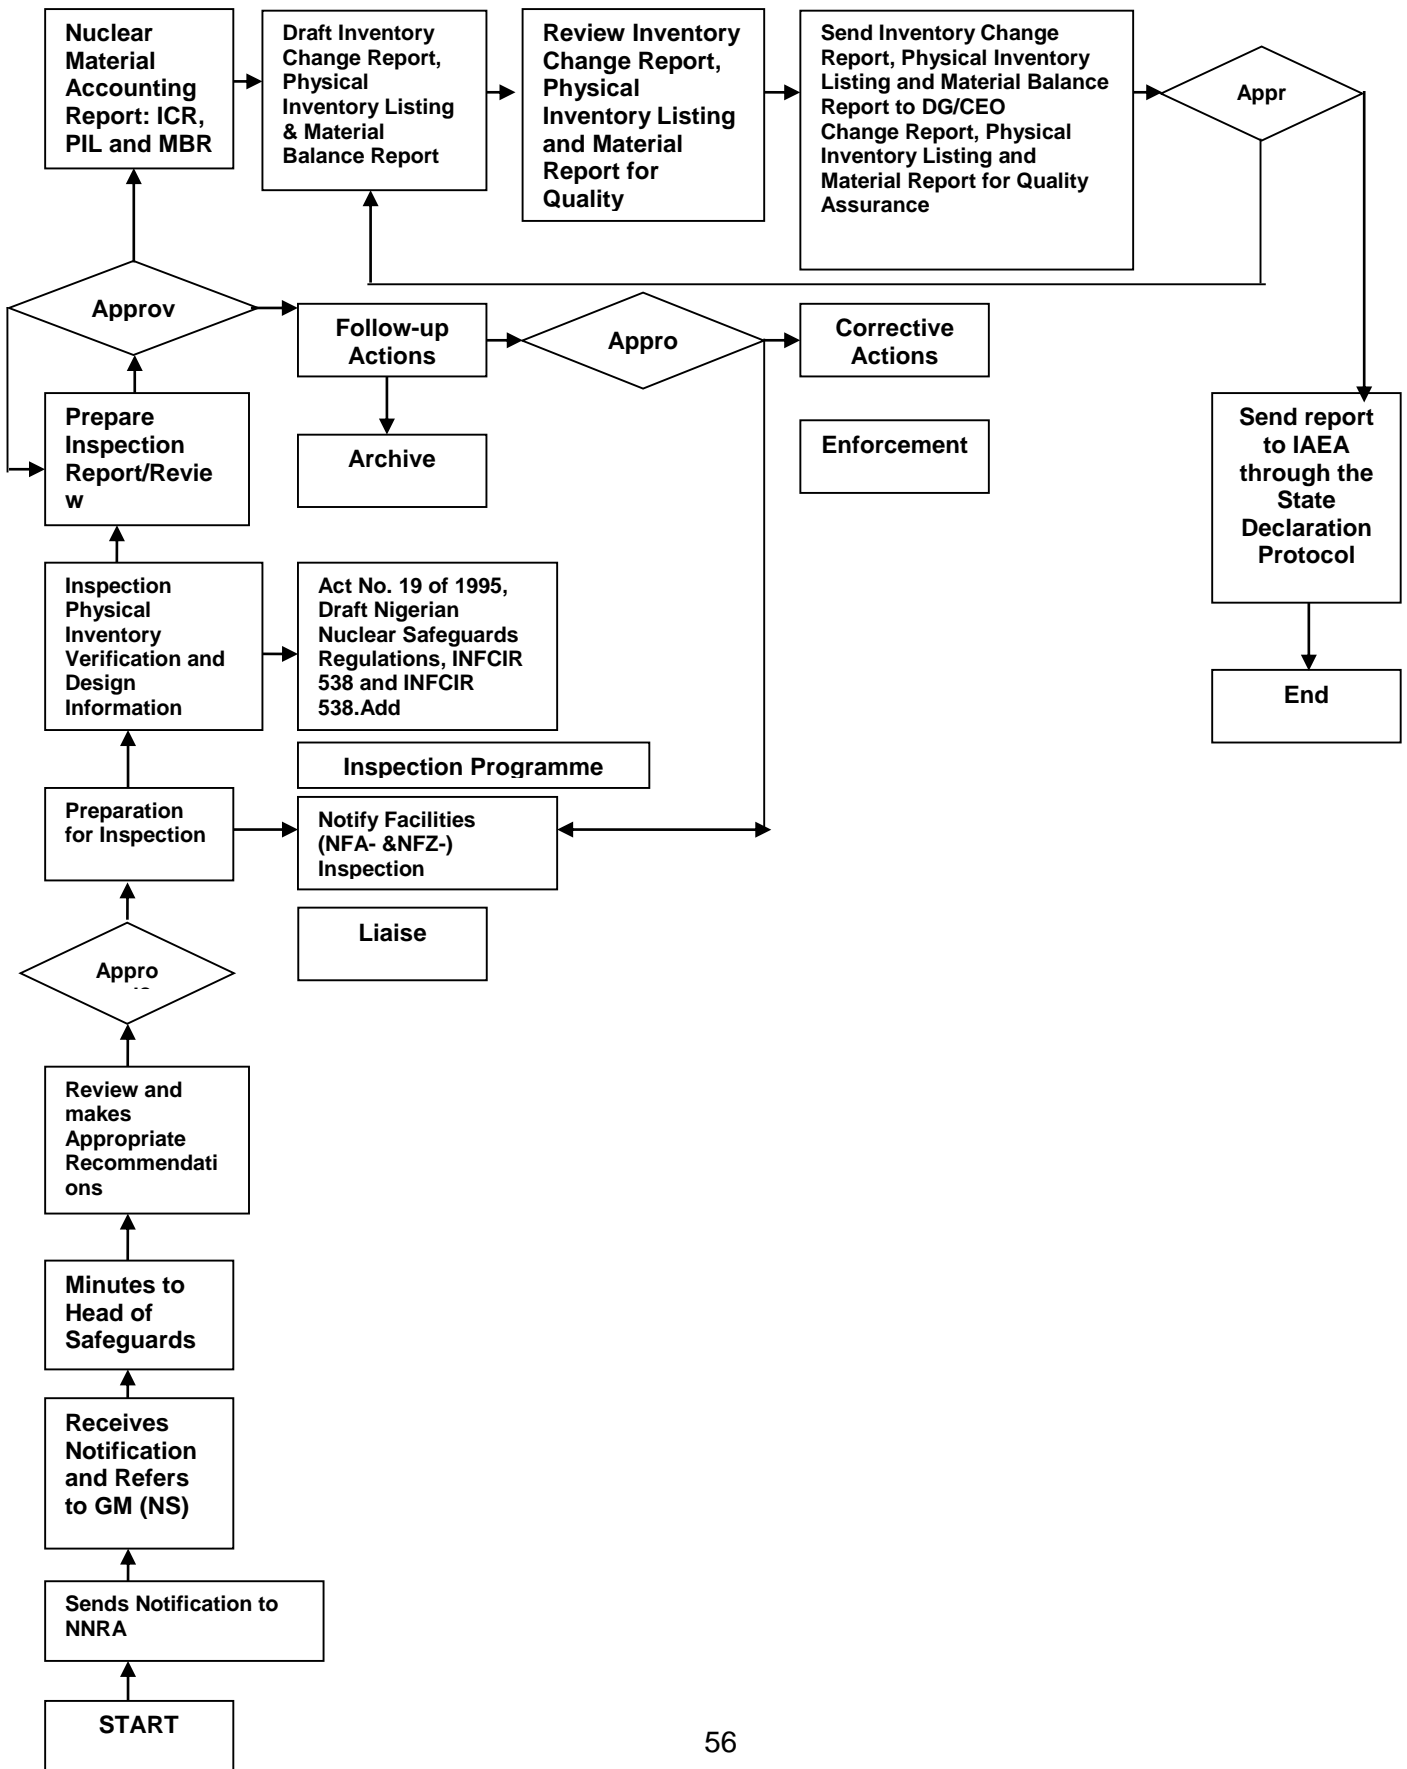 Nuclear
Material
Accounting
Report: ICR,
PIL and MBR
Draft Inventory
Change Report,
Physical
Inventory Listing
& Material
Balance Report
Review Inventory
Change Report,
Physical
Inventory Listing
and Material
Report for
Quality
Send Inventory Change
Report, Physical Inventory
Listing and Material Balance
Report to DG/CEO
Change Report, Physical
Inventory Listing and
Material Report for Quality
Assurance
Appr
Approv
Follow-up
Actions
Appro
Corrective
Actions
Prepare
Inspection
Report/Revie
w
Archive
Enforcement
Send report
to IAEA
through the
State
Declaration
Protocol
Inspection
Physical
Inventory
Verification and
Design
Information
Act No. 19 of 1995,
Draft Nigerian
Nuclear Safeguards
Regulations, INFCIR
538 and INFCIR
538.Add
End
Inspection Programme
Preparation
for Inspection
Notify Facilities
(NFA- &NFZ-)
Inspection
Liaise
Appro
Review and
makes
Appropriate
Recommendati
ons
Minutes to
Head of
Safeguards
Receives
Notification
and Refers
to GM (NS)
Sends Notification to
NNRA
START
56